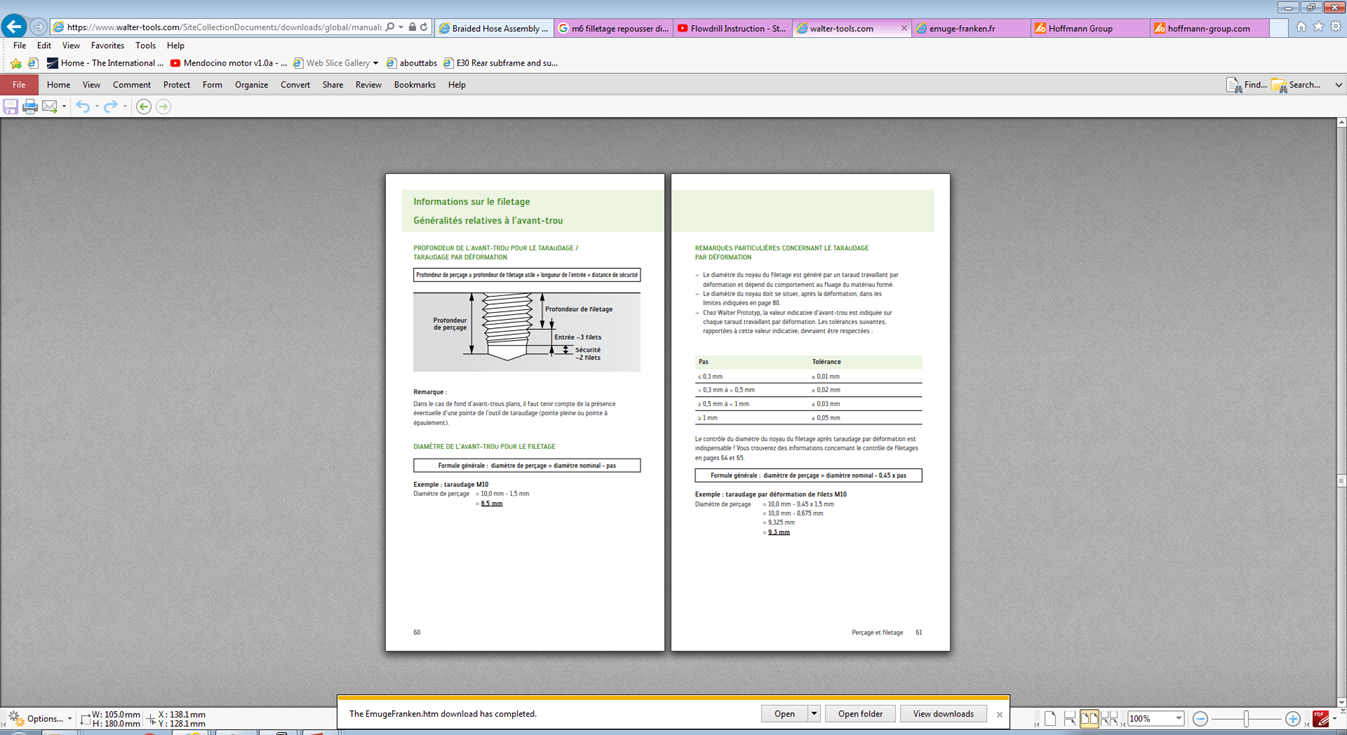 https://www.walter-tools.com/SiteCollectionDocuments/downloads/global/manuals
Braided Hose Assembly ...
m6 filletage repousser di...
Flowdrill Instruction - St...
walter-tools.com
emuge-franken.fr
Hoffmann Group
hoffmann-group.com
File Edit View Favorites Tools Help
Home - The International ...
Mendocino motor v1.0a - ...
Web Slice Gallery
abouttabs
E30 Rear subframe and su...
File Home View Comment Protect Form Organize Convert Share Review Bookmarks Help
Find...
Search...
Informations sur le filetage
Généralités relatives à l'avant-trou
PROFONDEUR DE L'AVANT-TROU POUR LE TARAUDAGE /
TARAUDAGE PAR DÉFORMATION
Profondeur de perçage ≥ profondeur de filetage utile + longueur de l'entrée + distance de sécurité
Profondeur
de perçage
Profondeur de filetage
Entrée ~3 filets
Sécurité
~2 filets
Remarque :
Dans le cas de fond d'avant-trous plans, il faut tenir compte de la présence
éventuelle d'une pointe de l'outil de taraudage (pointe pleine ou pointe à
épaulement).
DIAMÈTRE DE L'AVANT-TROU POUR LE FILETAGE
Formule générale : diamètre de perçage = diamètre nominal - pas
Exemple : taraudage M10
Diamètre de perçage = 10,0 mm - 1,5 mm
= 8,5 mm
60
REMARQUES PARTICULIÈRES CONCERNANT LE TARAUDAGE
PAR DÉFORMATION
– Le diamètre du noyau du filetage est généré par un taraud travaillant par
déformation et dépend du comportement au fluage du matériau formé.
– Le diamètre du noyau doit se situer, après la déformation, dans les
limites indiquées en page 80.
– Chez Walter Prototyp, la valeur indicative d'avant-trou est indiquée sur
chaque taraud travaillant par déformation. Les tolérances suivantes,
rapportées à cette valeur indicative, devraient être respectées :
Pas Tolérance
≤ 0,3 mm ± 0,01 mm
> 0,3 mm à < 0,5 mm ± 0,02 mm
≥ 0,5 mm à < 1 mm ± 0,03 mm
≥ 1 mm ± 0,05 mm
Le contrôle du diamètre du noyau du filetage après taraudage par déformation est
indispensable ! Vous trouverez des informations concernant le contrôle de filetages
en pages 64 et 65.
Formule générale : diamètre de perçage = diamètre nominal - 0,45 x pas
Exemple : taraudage par déformation de filets M10
Diamètre de perçage = 10,0 mm - 0,45 x 1,5 mm
= 10,0 mm - 0,675 mm
= 9,325 mm
= 9,3 mm
Perçage et filetage 61
The EmugeFranken.htm download has completed.
Open
Open folder
View downloads
Options...
W: 105.0 mm
H: 180.0 mm
X : 138.1 mm
Y : 128.1 mm
100%
PDF